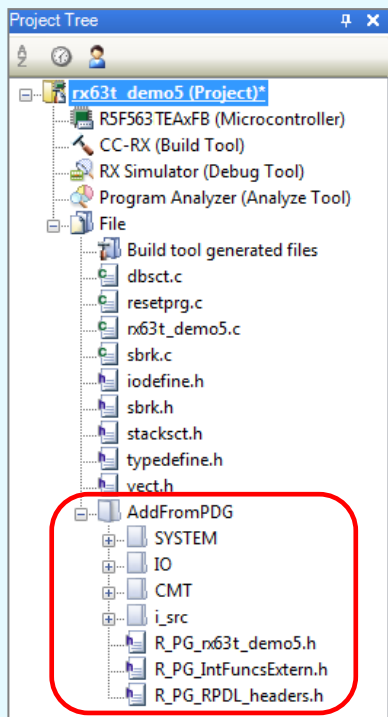 Project Tree
rx63t_demo5 (Project)*
R5F563TEAxFB (Microcontroller)
CC-RX (Build Tool)
RX Simulator (Debug Tool)
Program Analyzer (Analyze Tool)
File
Build tool generated files
dbsct.c
resetprg.c
rx63t_demo5.c
sbrk.c
iodefine.h
sbrk.h
stacksct.h
typedefine.h
vect.h
AddFromPDG
SYSTEM
IO
CMT
i_src
R_PG_rx63t_demo5.h
R_PG_IntFuncsExtern.h
R_PG_RPDL_headers.h